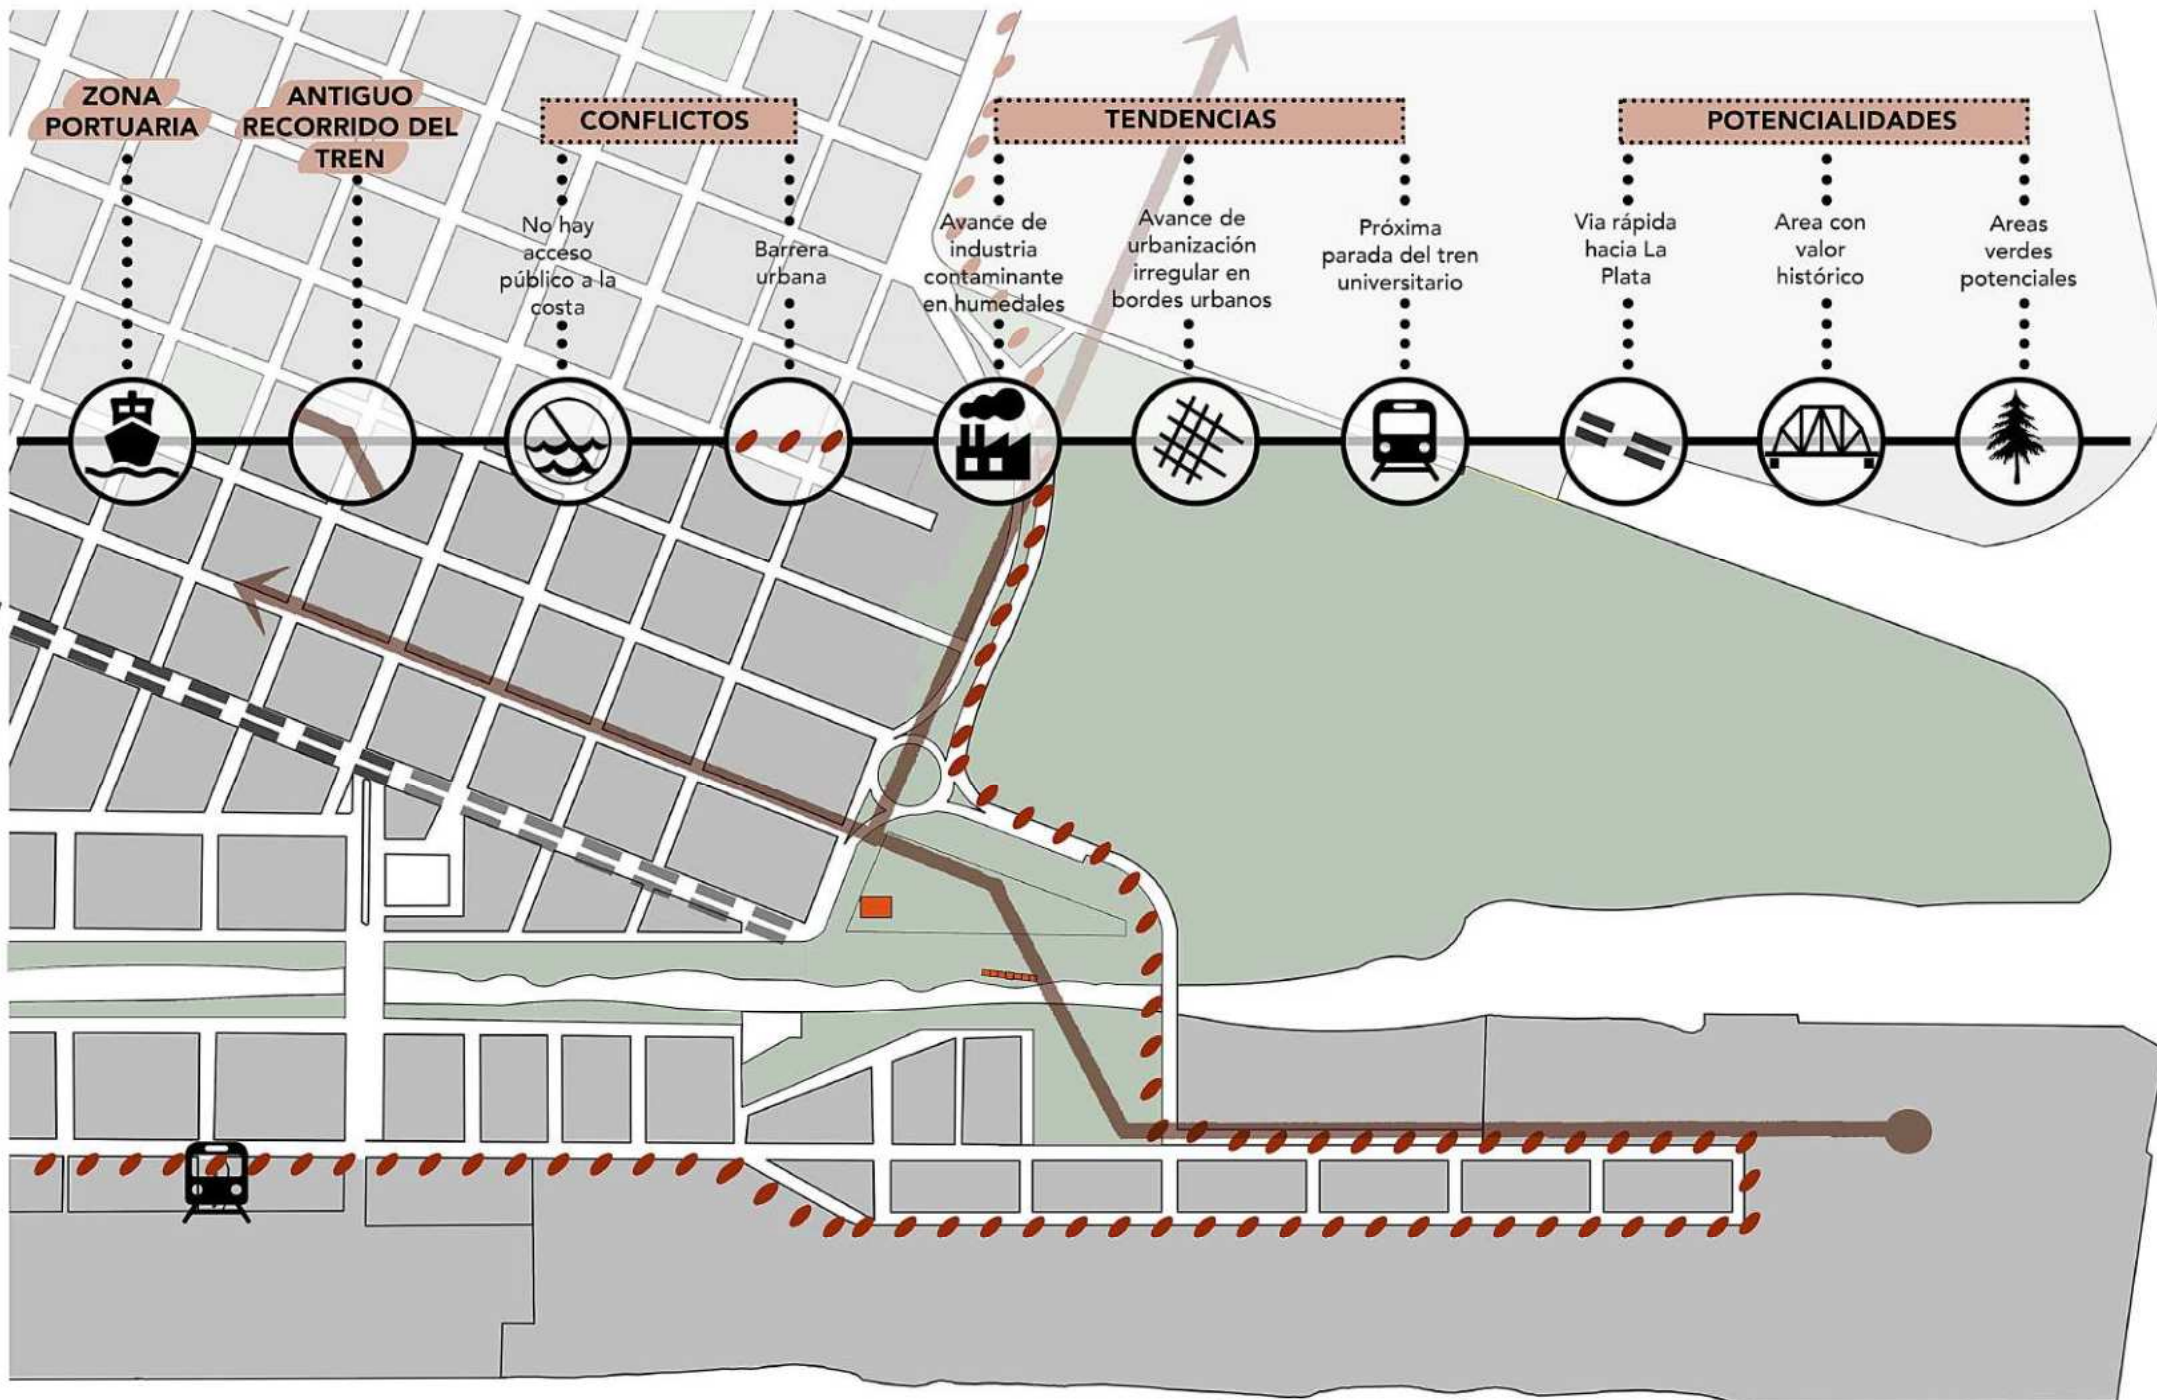 ZONA
PORTUARIA
ANTIGUO
RECORRIDO DEL
TREN
CONFLICTOS
No hay
acceso
público a la
costa
Barrera
urbana
TENDENCIAS
Avance de
industria
contaminante
en humedales
Avance de
urbanización
irregular en
bordes urbanos
Próxima
parada del tren
universitario
POTENCIALIDADES
Via rápida
hacia La
Plata
Area con
valor
histórico
Areas
verdes
potenciales